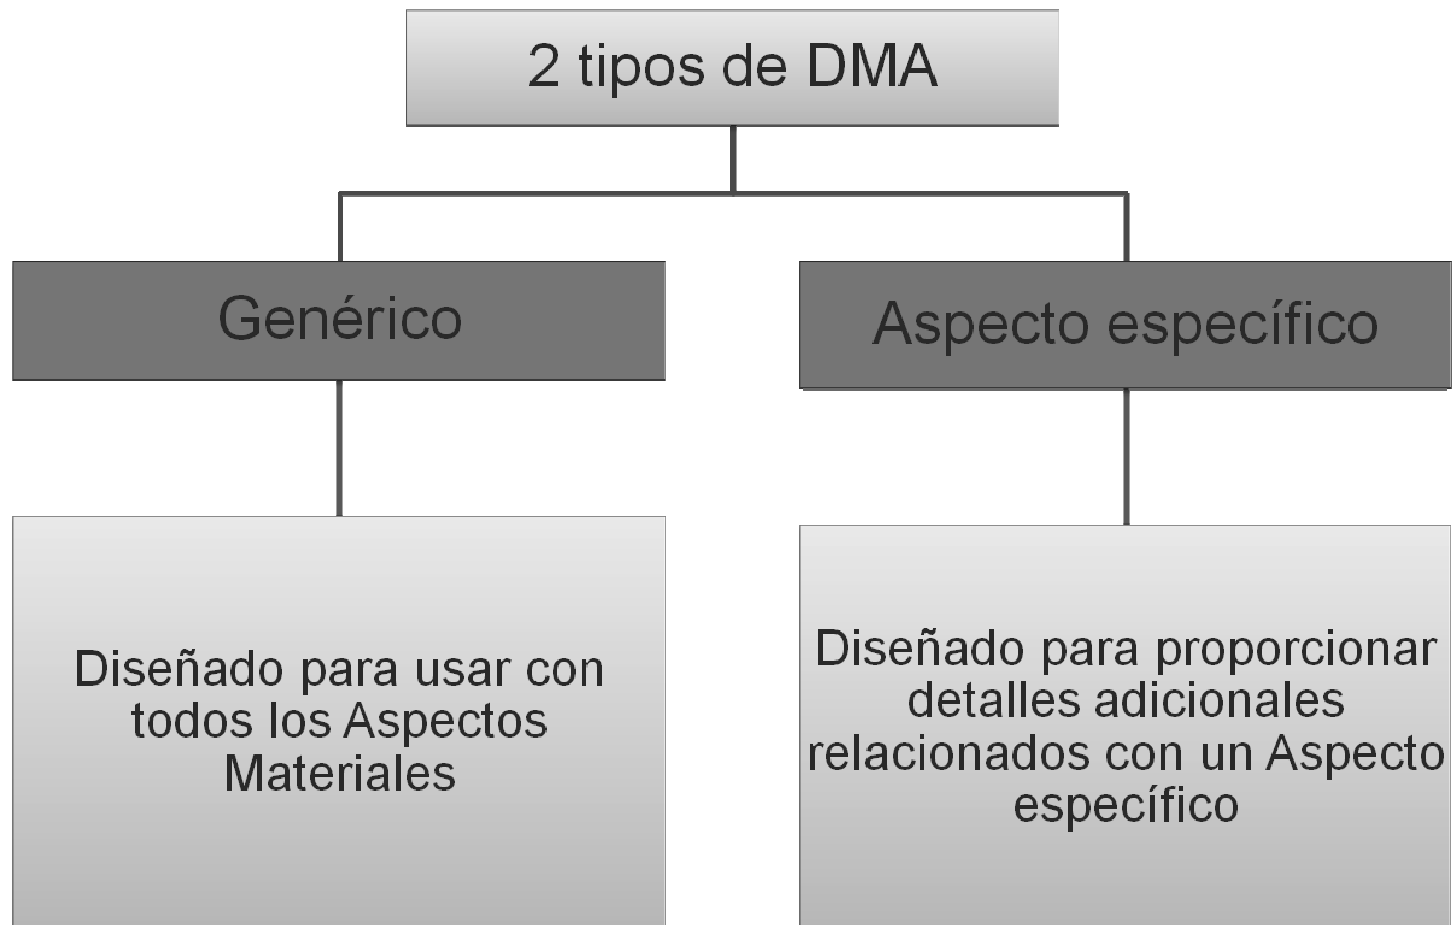 2 tipos de DMA
Genérico
Aspecto específico
Diseñado para usar con
todos los Aspectos
Materiales
Diseñado para proporcionar
detalles adicionales
relacionados con un Aspecto
específico